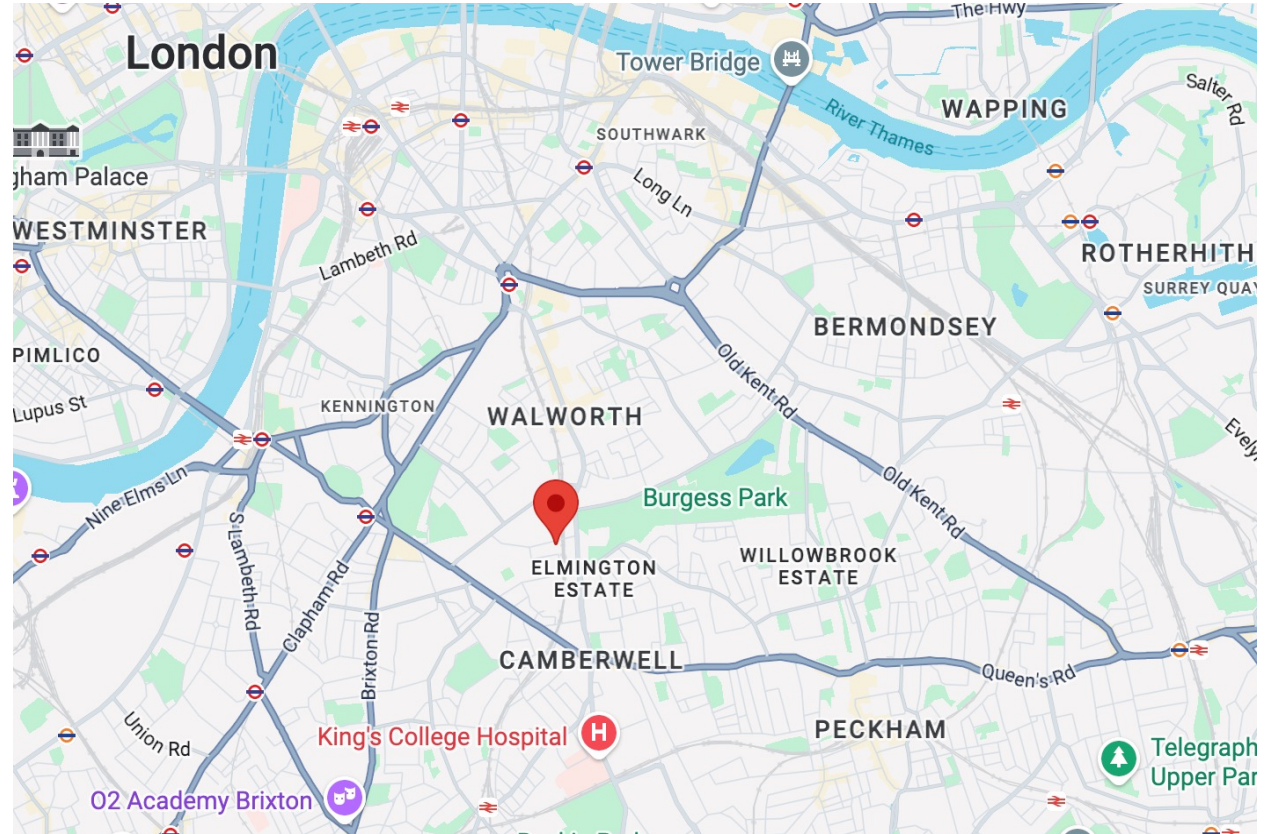 The Hwy
London
Tower Bridge
Salter Rd
WAPPING
River Thames
SOUTHWARK
gham Palace
Long Ln
WESTMINSTER
Lambeth Rd
ROTHERHITH
SURREY QUAY
BERMONDSEY
PIMLICO
Old Kent Rd
Lupus St
KENNINGTON
WALWORTH
Evely
Nine Elms Ln
Burgess Park
Old Kent Rd
S Lambeth Rd
WILLOWBROOK
ESTATE
ELMINGTON
ESTATE
Clapham Rd
Brixton Rd
CAMBERWELL
Queen's Rd
Union Rd
King's College Hospital
H
PECKHAM
Telegraph
Upper Par
O2 Academy Brixton